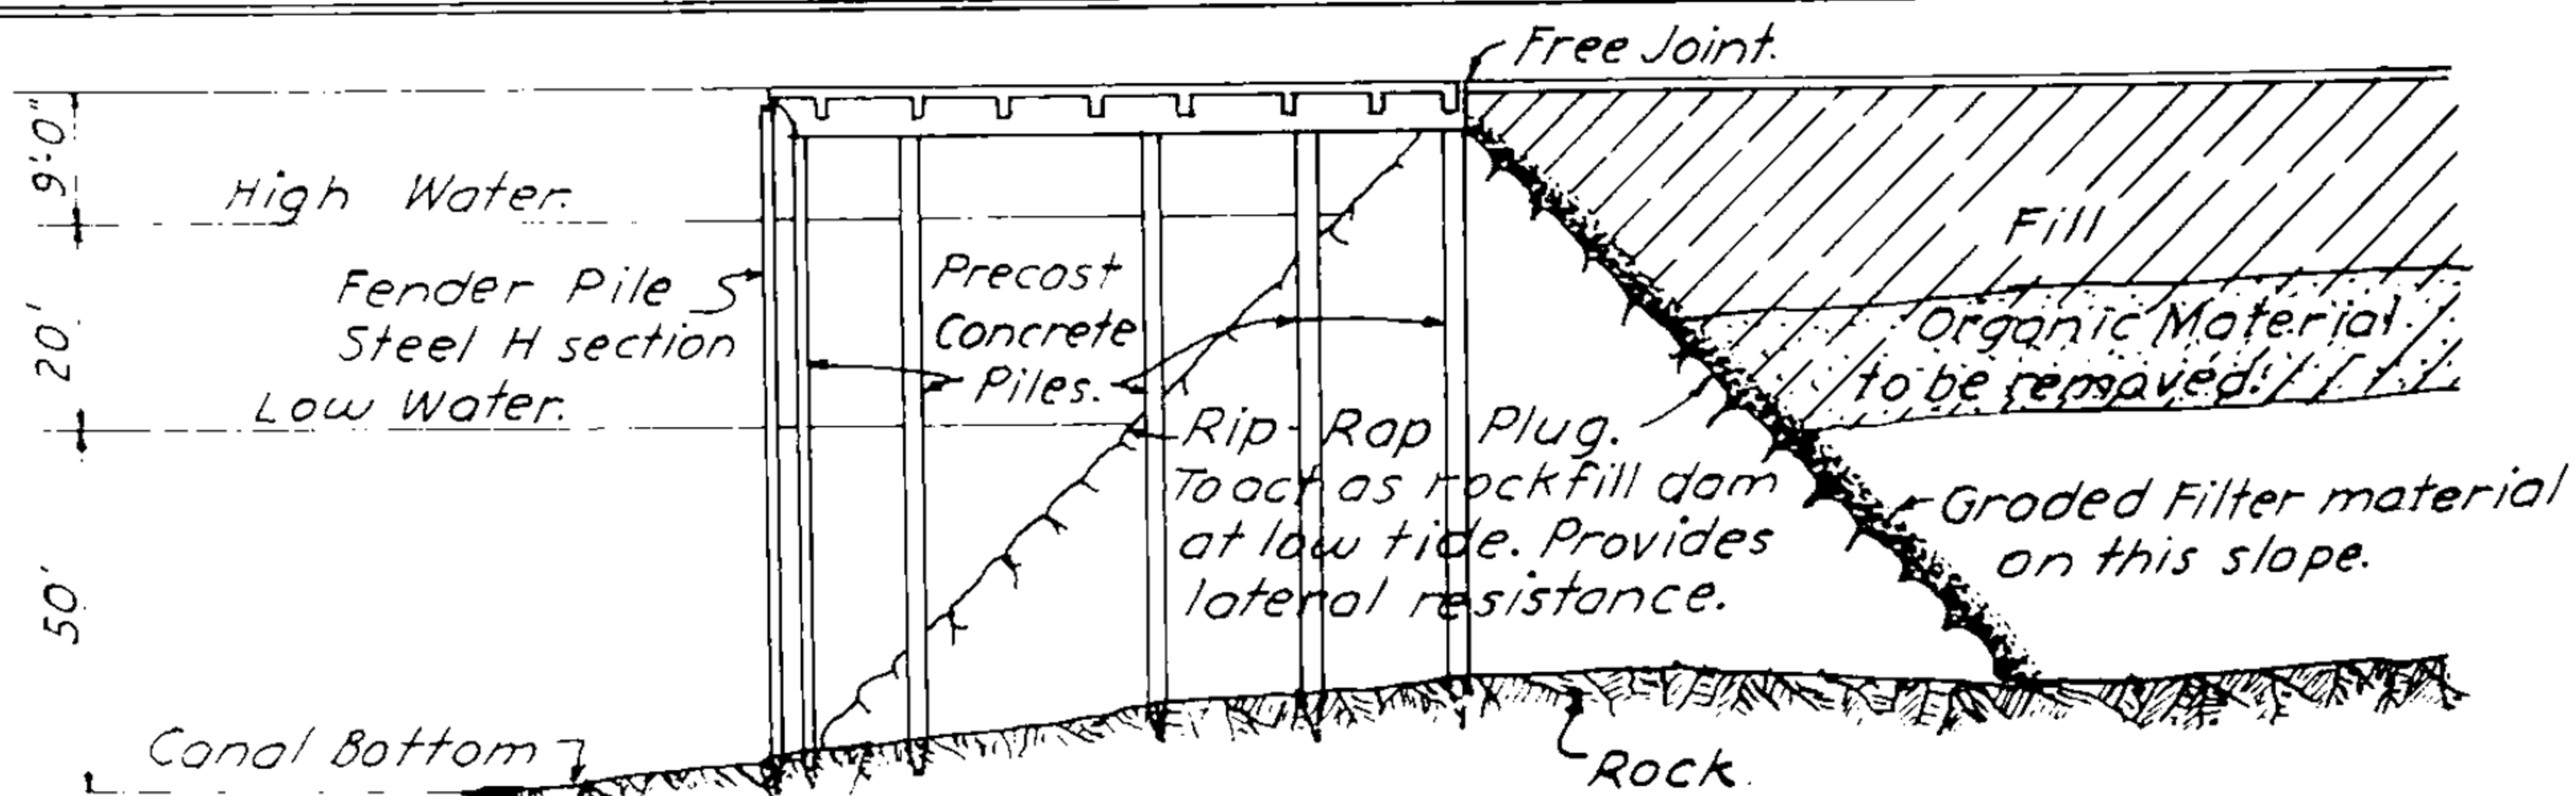 Free Joint.
9'-0"
High Water.
Fill
Fender Pile
Steel H section
Precast
Concrete
Piles.
20'
Organic Material
to be removed.
Low Water.
Rip-Rap Plug.
To act as rockfill dam
at low tide. Provides
lateral resistance.
Graded Filter material
on this slope.
50'
Canal Bottom
Rock.